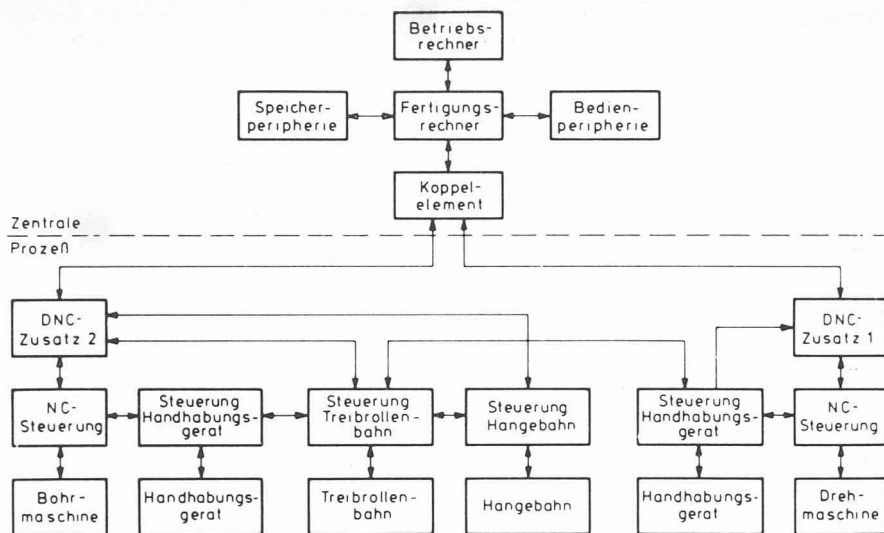 Betriebs-
rechner
Speicher-
peripherie
Fertigungs-
rechner
Bedien-
peripherie
Koppel-
element
Zentrale
Prozeß
DNC-
Zusatz 2
DNC-
Zusatz 1
NC-
Steuerung
Steuerung
Handhabungs-
gerat
Steuerung
Treibrollen-
bahn
Steuerung
Hangebahn
Steuerung
Handhabungs-
gerat
NC-
Steuerung
Bohr-
maschine
Handhabungs-
gerat
Treibrollen-
bahn
Hangebahn
Handhabungs-
gerat
Dreh-
maschine